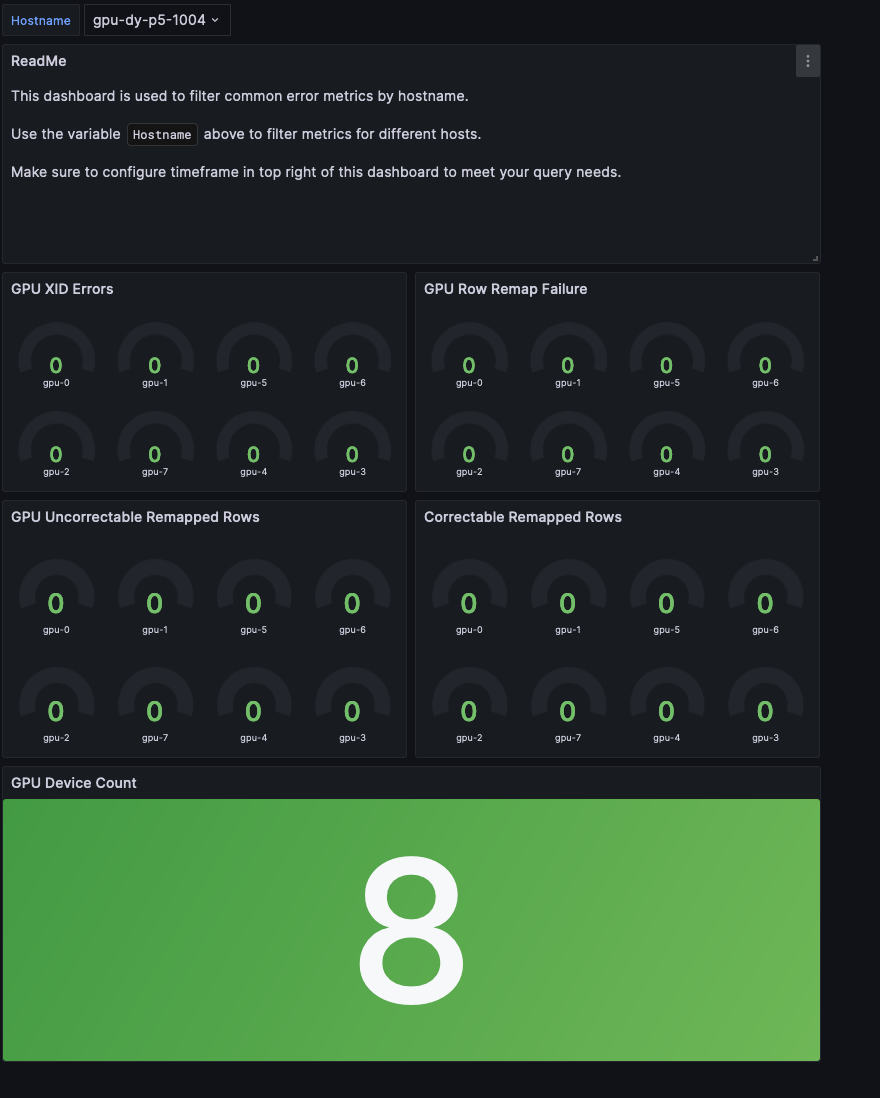 Hostname gpu-dy-p5-1004
ReadMe
This dashboard is used to filter common error metrics by hostname.
Use the variable Hostname above to filter metrics for different hosts.
Make sure to configure timeframe in top right of this dashboard to meet your query needs.
GPU XID Errors
0 0 0 0
gpu-0 gpu-1 gpu-5 gpu-6
0 0 0 0
gpu-2 gpu-7 gpu-4 gpu-3
GPU Row Remap Failure
0 0 0 0
gpu-0 gpu-1 gpu-5 gpu-6
0 0 0 0
gpu-2 gpu-7 gpu-4 gpu-3
GPU Uncorrectable Remapped Rows
0 0 0 0
gpu-0 gpu-1 gpu-5 gpu-6
0 0 0 0
gpu-2 gpu-7 gpu-4 gpu-3
Correctable Remapped Rows
0 0 0 0
gpu-0 gpu-1 gpu-5 gpu-6
0 0 0 0
gpu-2 gpu-7 gpu-4 gpu-3
GPU Device Count
8